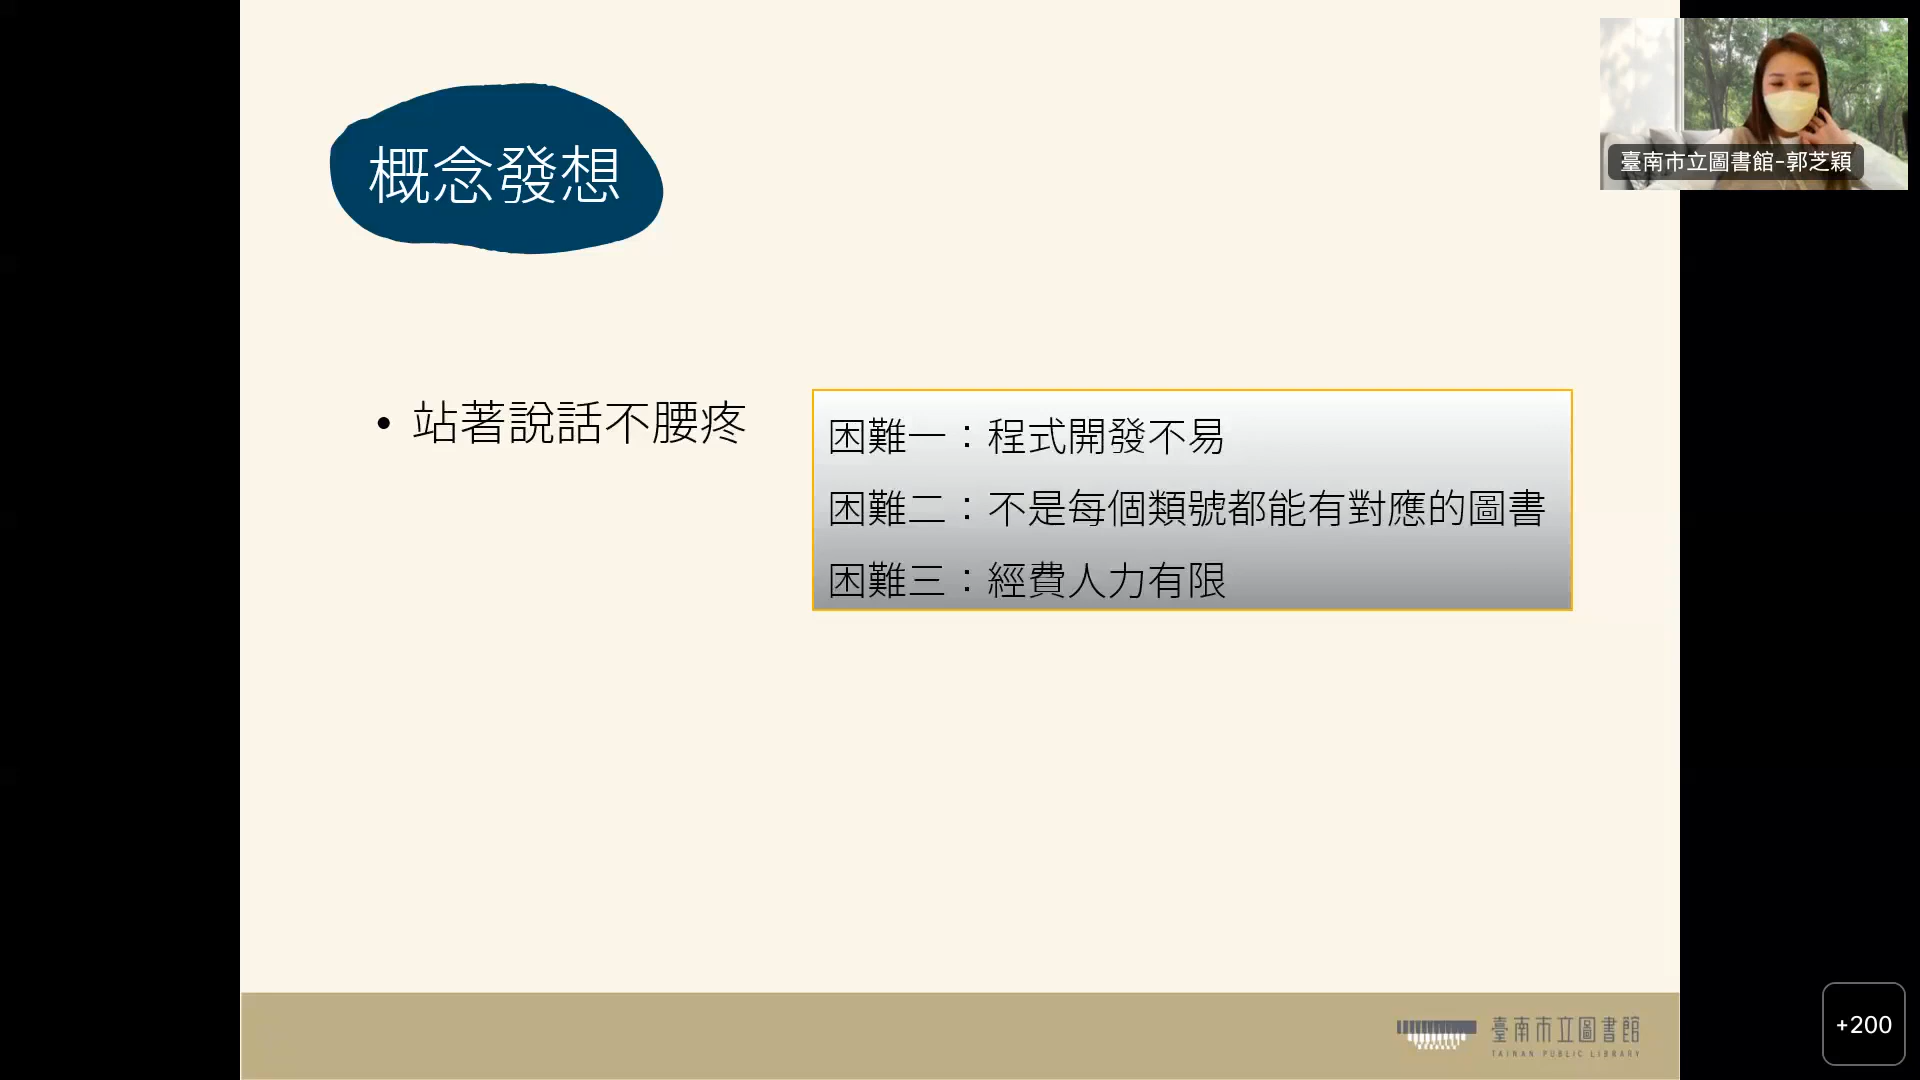 概念發想
臺南市立圖書館-郭芝穎
• 站著說話不腰疼
困難一：程式開發不易
困難二：不是每個類號都能有對應的圖書
困難三：經費人力有限
臺南市立圖書館
TAINAN PUBLIC LIBRARY
+200